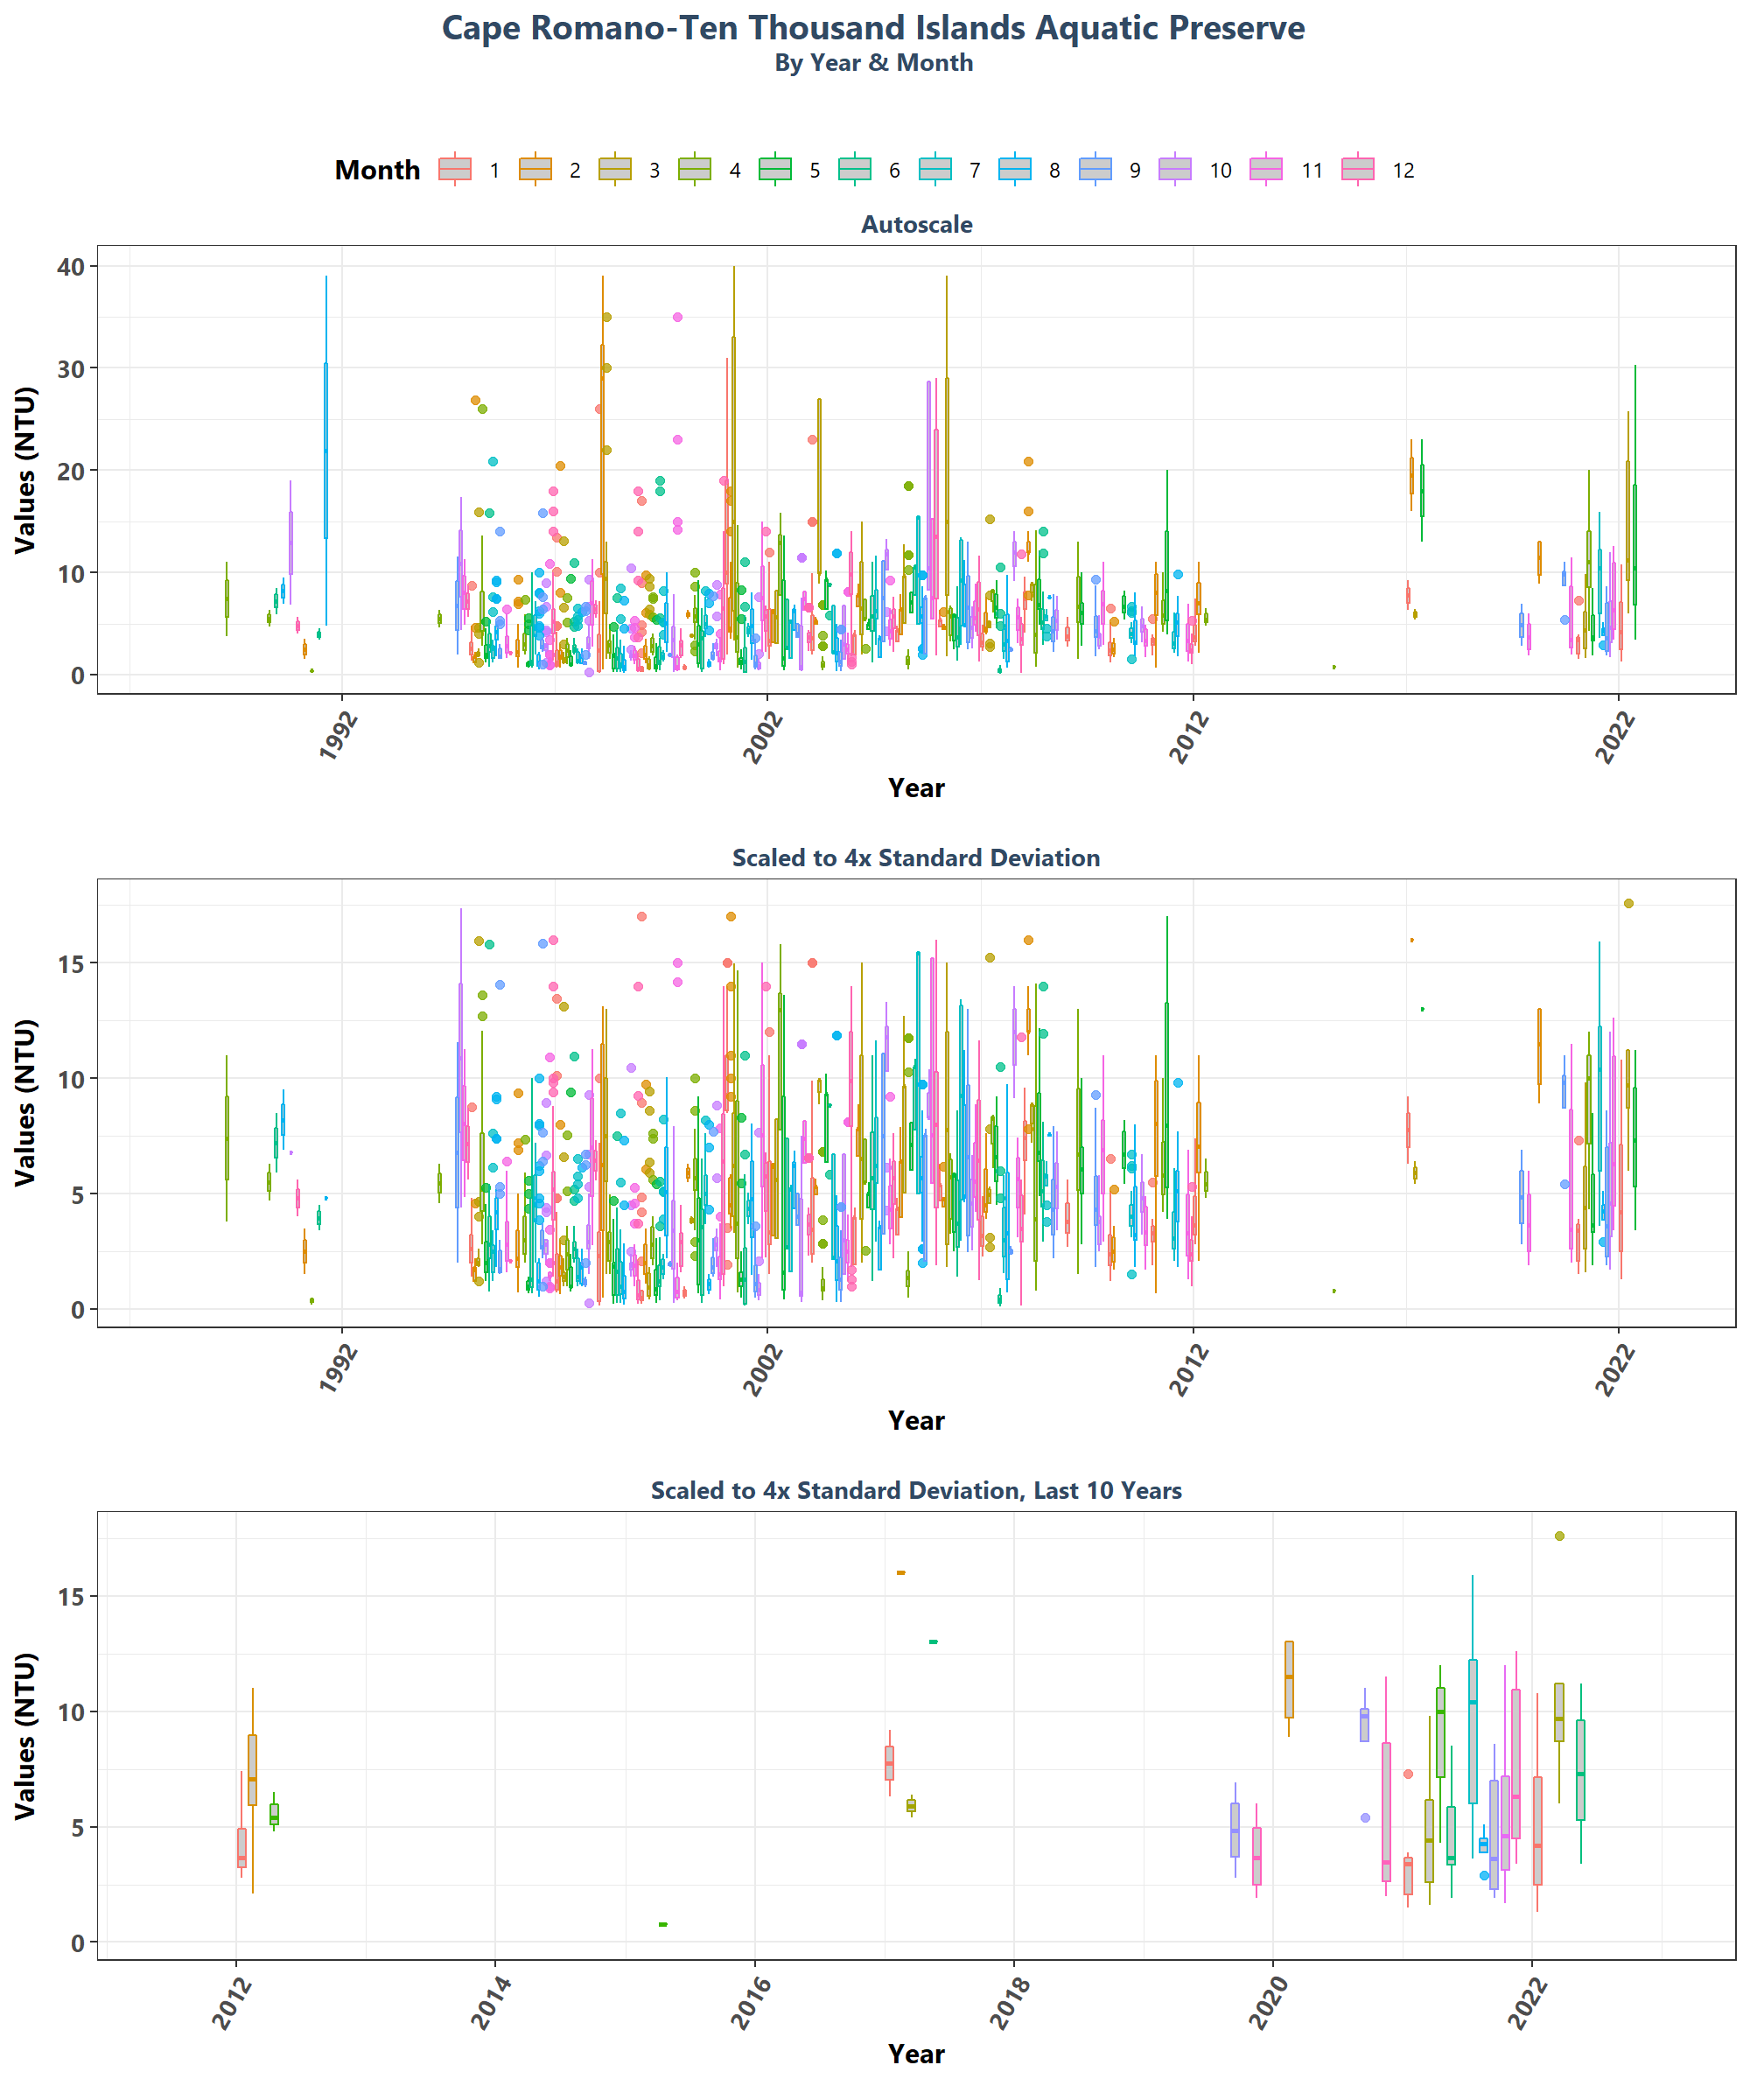 Cape Romano-Ten Thousand Islands Aquatic Preserve
By Year & Month
Month 1 2 3 4 5 6 7 8 9 10 11 12
Autoscale
Values (NTU)
40
30
20
10
0
1992 2002 2012 2022
Year
Scaled to 4x Standard Deviation
Values (NTU)
15
10
5
0
1992 2002 2012 2022
Year
Scaled to 4x Standard Deviation, Last 10 Years
Values (NTU)
15
10
5
0
2012 2014 2016 2018 2020 2022
Year